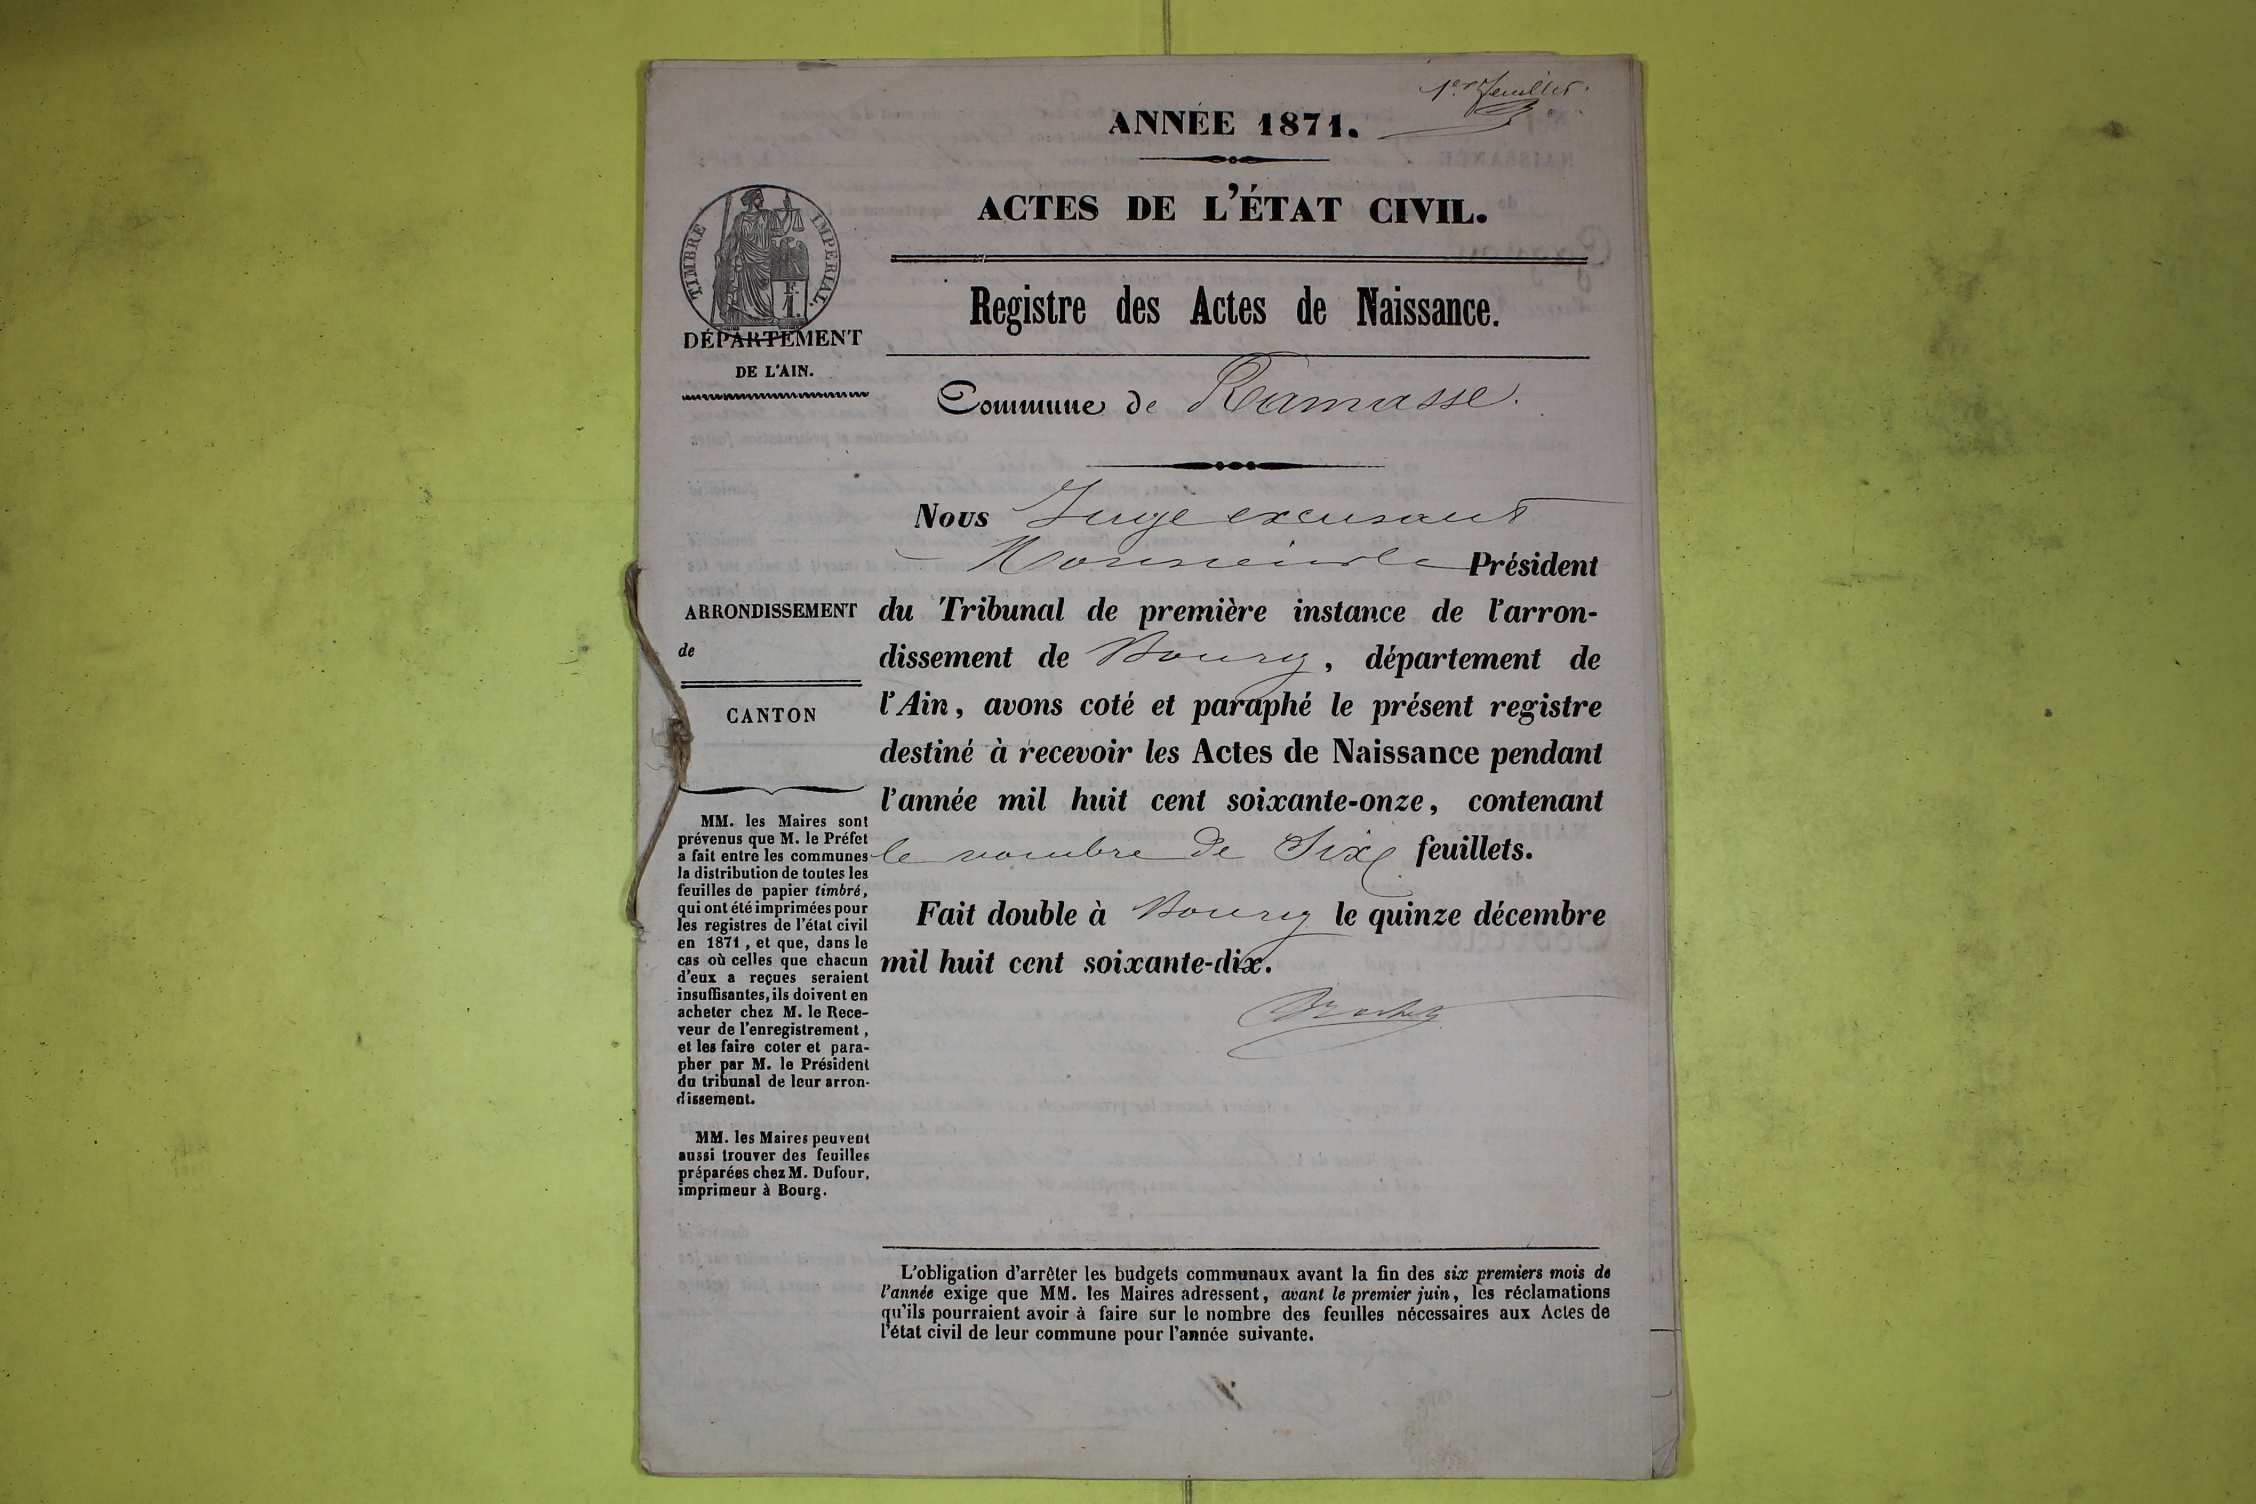 1er feuillet.
ANNÉE 1871.
ACTES DE L'ÉTAT CIVIL.
Registre des Actes de Naissance.
TIMBRE IMPERIAL.
F.
1.
DÉPARTEMENT
DE L'AIN.
Commune de Ramasse.
Nous Juge excusant
Monsieur le Président
du Tribunal de première instance de l'arron-
dissement de Bourg, département de
l'Ain, avons coté et paraphé le présent registre
destiné à recevoir les Actes de Naissance pendant
l'année mil huit cent soixante-onze, contenant
le nombre de Six feuillets.
Fait double à Bourg le quinze décembre
mil huit cent soixante-dix.
ARRONDISSEMENT
de
CANTON
MM. les Maires sont
prévenus que M. le Préfet
a fait entre les communes
la distribution de toutes les
feuilles de papier timbré,
qui ont été imprimées pour
les registres de l'état civil
en 1871, et que, dans le
cas où celles que chacun
d'eux a reçues seraient
insuffisantes, ils doivent en
acheter chez M. le Rece-
veur de l'enregistrement,
et les faire coter et para-
pher par M. le Président
du tribunal de leur arron-
dissement.
MM. les Maires peuvent
aussi trouver des feuilles
préparées chez M. Dufour,
imprimeur à Bourg.
L'obligation d'arrêter les budgets communaux avant la fin des six premiers mois de
l'année exige que MM. les Maires adressent, avant le premier juin, les réclamations
qu'ils pourraient avoir à faire sur le nombre des feuilles nécessaires aux Actes de
l'état civil de leur commune pour l'année suivante.